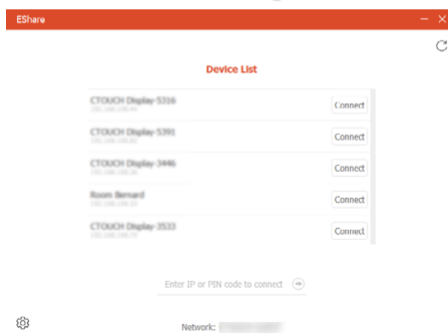 EShare
Device List
CTOUCH Display-5316
Connect
CTOUCH Display-5391
Connect
CTOUCH Display-3446
Connect
Room Bernard
Connect
CTOUCH Display-3533
Connect
Enter IP or PIN code to connect
Network: